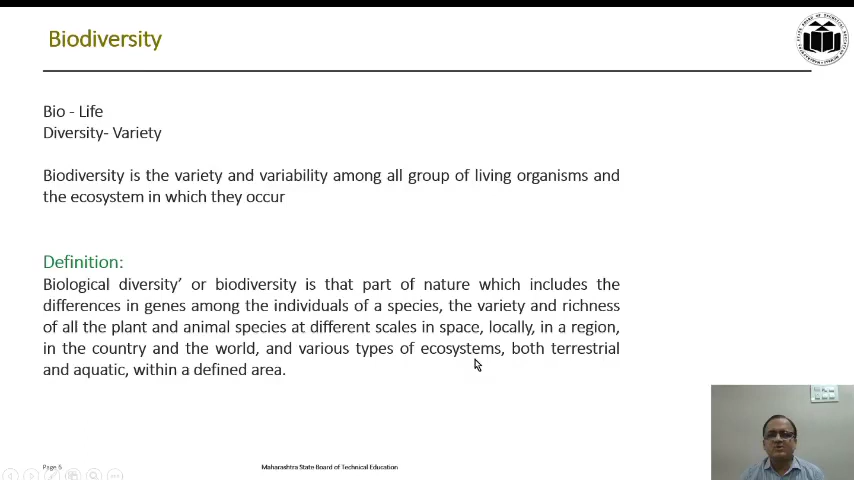 Biodiversity
Bio - Life
Diversity- Variety
Biodiversity is the variety and variability among all group of living organisms and
the ecosystem in which they occur
Definition:
Biological diversity’ or biodiversity is that part of nature which includes the
differences in genes among the individuals of a species, the variety and richness
of all the plant and animal species at different scales in space, locally, in a region,
in the country and the world, and various types of ecosystems, both terrestrial
and aquatic, within a defined area.
Page 6
Maharashtra State Board of Technical Education